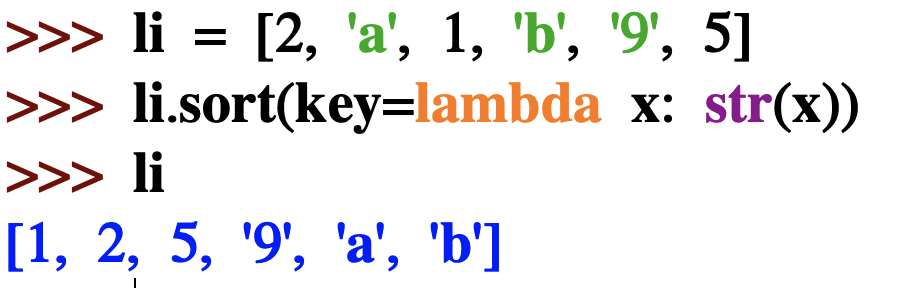 >>> li = [2, 'a', 1, 'b', '9', 5]
>>> li.sort(key=lambda x: str(x))
>>> li
[1, 2, 5, '9', 'a', 'b']